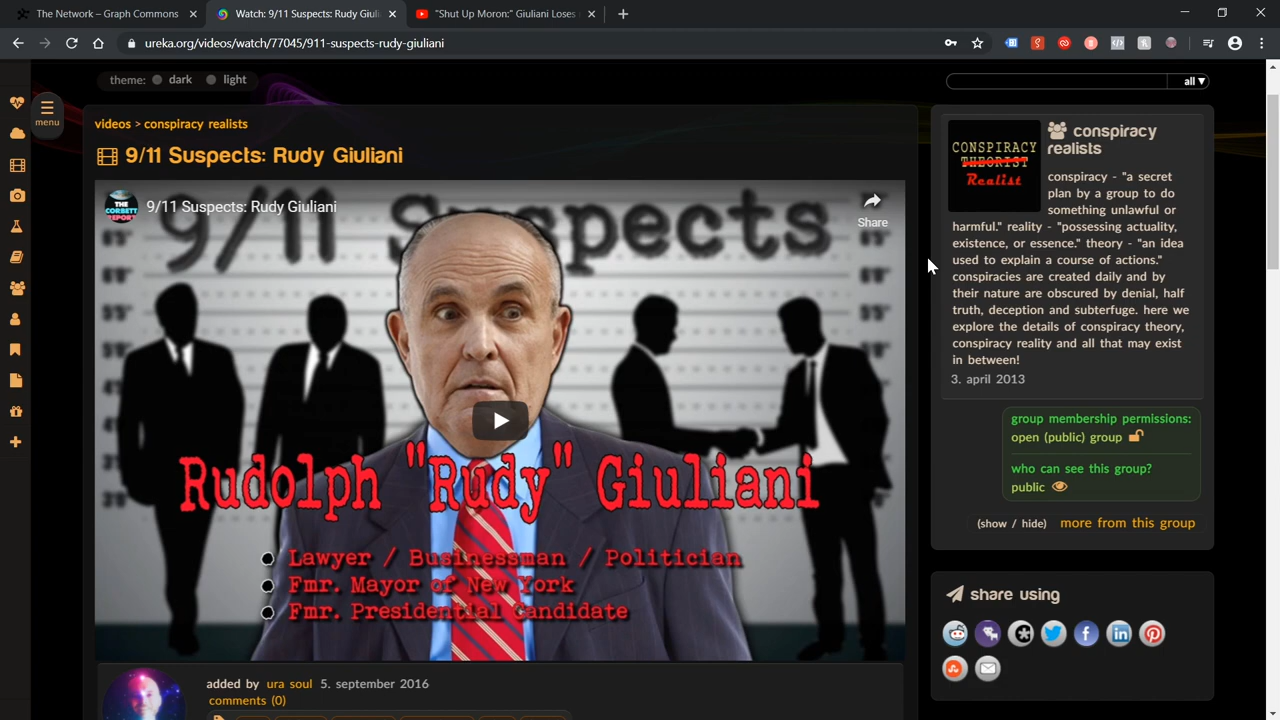 The Network – Graph Commons
Watch: 9/11 Suspects: Rudy Giuli
"Shut Up Moron:" Giuliani Loses
ureka.org/videos/watch/77045/911-suspects-rudy-giuliani
theme: dark light
all ▼
menu
videos > conspiracy realists
9/11 Suspects: Rudy Giuliani
THE CORBETT REPORT
9/11 Suspects: Rudy Giuliani
Share
9/11 Suspects
Rudolph "Rudy" Giuliani
Lawyer / Businessman / Politician
Fmr. Mayor of New York
Fmr. Presidential Candidate
added by ura soul 5. september 2016
comments (0)
CONSPIRACY
THEORIST
Realist
conspiracy
realists
conspiracy - "a secret
plan by a group to do
something unlawful or
harmful." reality - "possessing actuality,
existence, or essence." theory - "an idea
used to explain a course of actions."
conspiracies are created daily and by
their nature are obscured by denial, half
truth, deception and subterfuge. here we
explore the details of conspiracy theory,
conspiracy reality and all that may exist
in between!
3. april 2013
group membership permissions:
open (public) group
who can see this group?
public
(show / hide) more from this group
share using